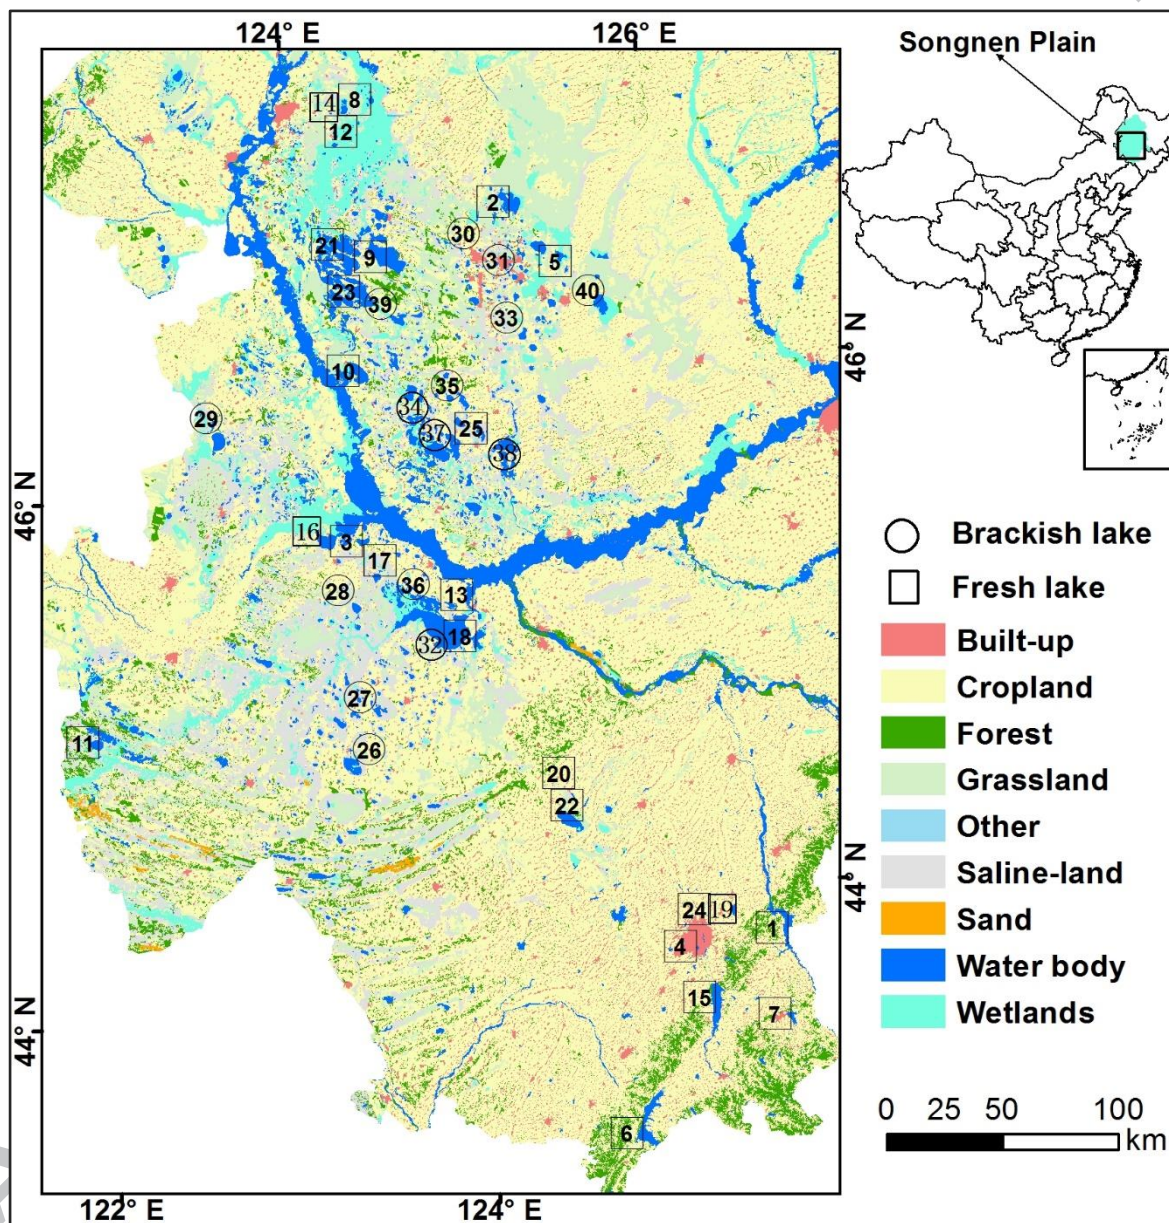 124° E
126° E
Songnen Plain
14
8
12
2
30
21
9
31
5
23
39
40
33
46° N
10
35
34
29
37
25
38
46° N
16
3
17
28
36
13
32
18
27
11
26
20
22
44° N
24
19
1
4
15
7
44° N
6
122° E
124° E
Brackish lake
Fresh lake
Built-up
Cropland
Forest
Grassland
Other
Saline-land
Sand
Water body
Wetlands
0 25 50 100
km